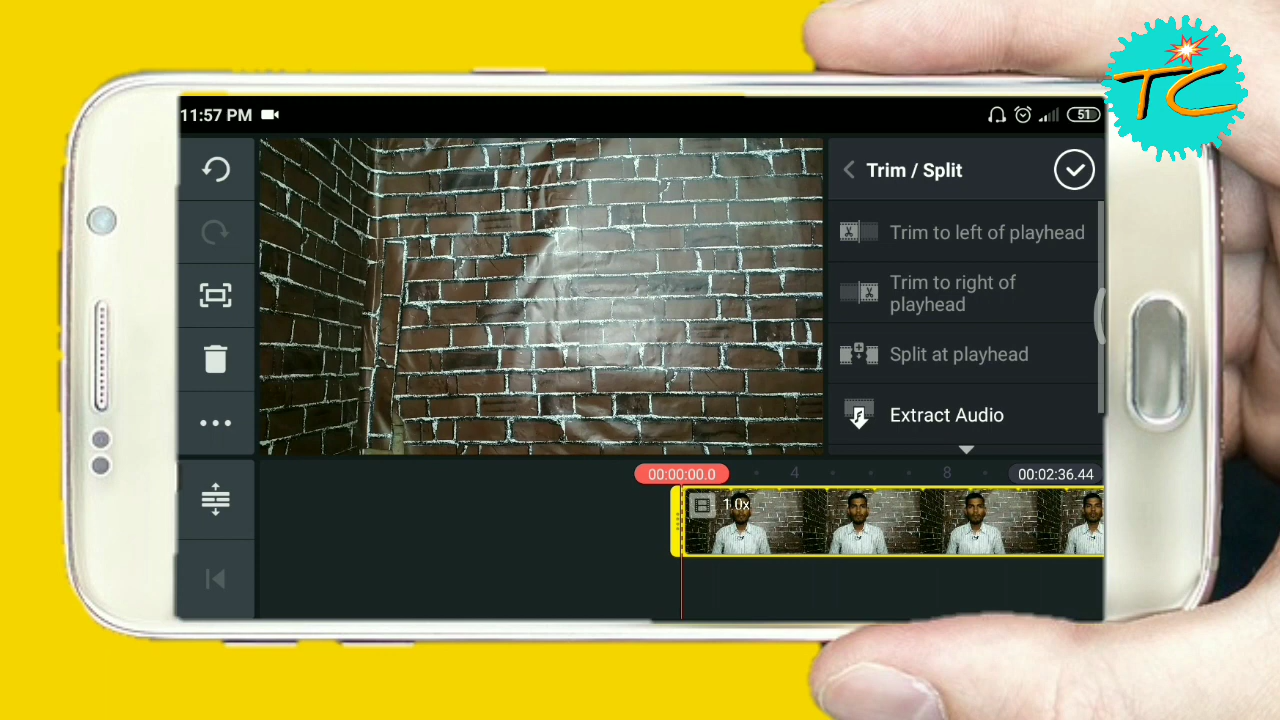 TC
11:57 PM
51
Trim / Split
Trim to left of playhead
Trim to right of
playhead
Split at playhead
Extract Audio
00:00:00.0
4
8
00:02:36.44
1.0x